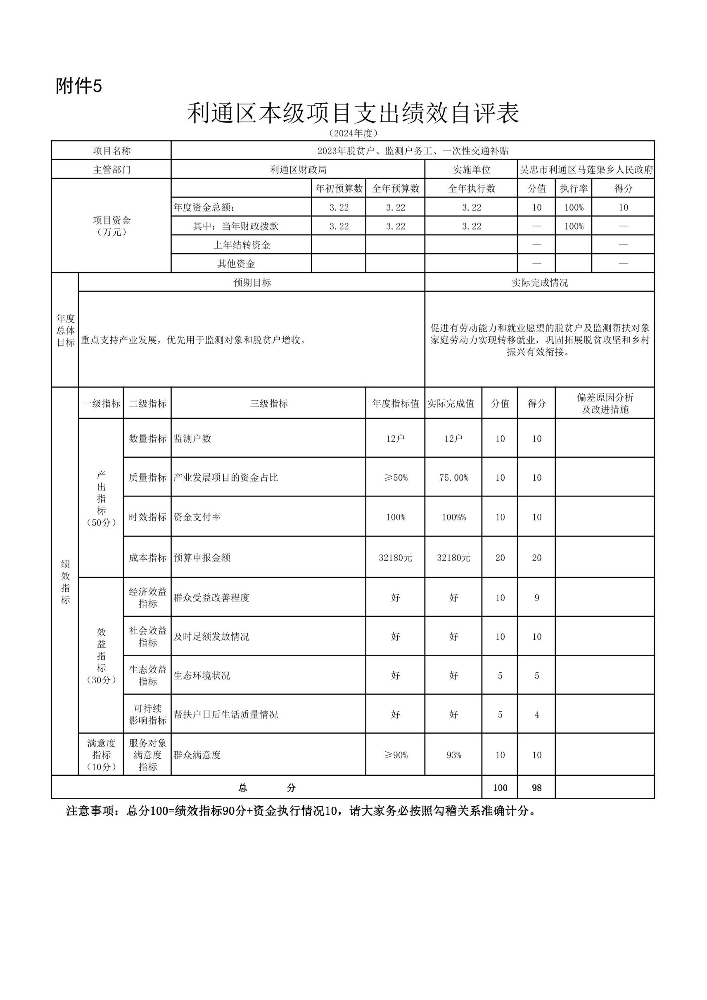 附件5
利通区本级项目支出绩效自评表
（2024年度）
项目名称 2023年脱贫户、监测户务工、一次性交通补贴
主管部门 利通区财政局 实施单位 吴忠市利通区马莲渠乡人民政府
项目资金
（万元）
年初预算数 全年预算数 全年执行数 分值 执行率 得分
年度资金总额： 3.22 3.22 3.22 10 100% 10
其中：当年财政拨款 3.22 3.22 3.22 — 100% —
上年结转资金 — —
其他资金 — —
年度
总体
目标
预期目标 实际完成情况
重点支持产业发展，优先用于监测对象和脱贫户增收。
促进有劳动能力和就业愿望的脱贫户及监测帮扶对象
家庭劳动力实现转移就业，巩固拓展脱贫攻坚和乡村
振兴有效衔接。
绩
效
指
标
一级指标 二级指标 三级指标 年度指标值 实际完成值 分值 得分 偏差原因分析
及改进措施
产
出
指
标
（50分）
数量指标 监测户数 12户 12户 10 10
质量指标 产业发展项目的资金占比 ≥50% 75.00% 10 10
时效指标 资金支付率 100% 100%% 10 10
成本指标 预算申报金额 32180元 32180元 20 20
效
益
指
标
（30分）
经济效益
指标 群众受益改善程度 好 好 10 9
社会效益
指标 及时足额发放情况 好 好 10 10
生态效益
指标 生态环境状况 好 好 5 5
可持续
影响指标 帮扶户日后生活质量情况 好 好 5 4
满意度
指标
（10分）
服务对象
满意度
指标 群众满意度 ≥90% 93% 10 10
总 分 100 98
注意事项：总分100=绩效指标90分+资金执行情况10，请大家务必按照勾稽关系准确计分。